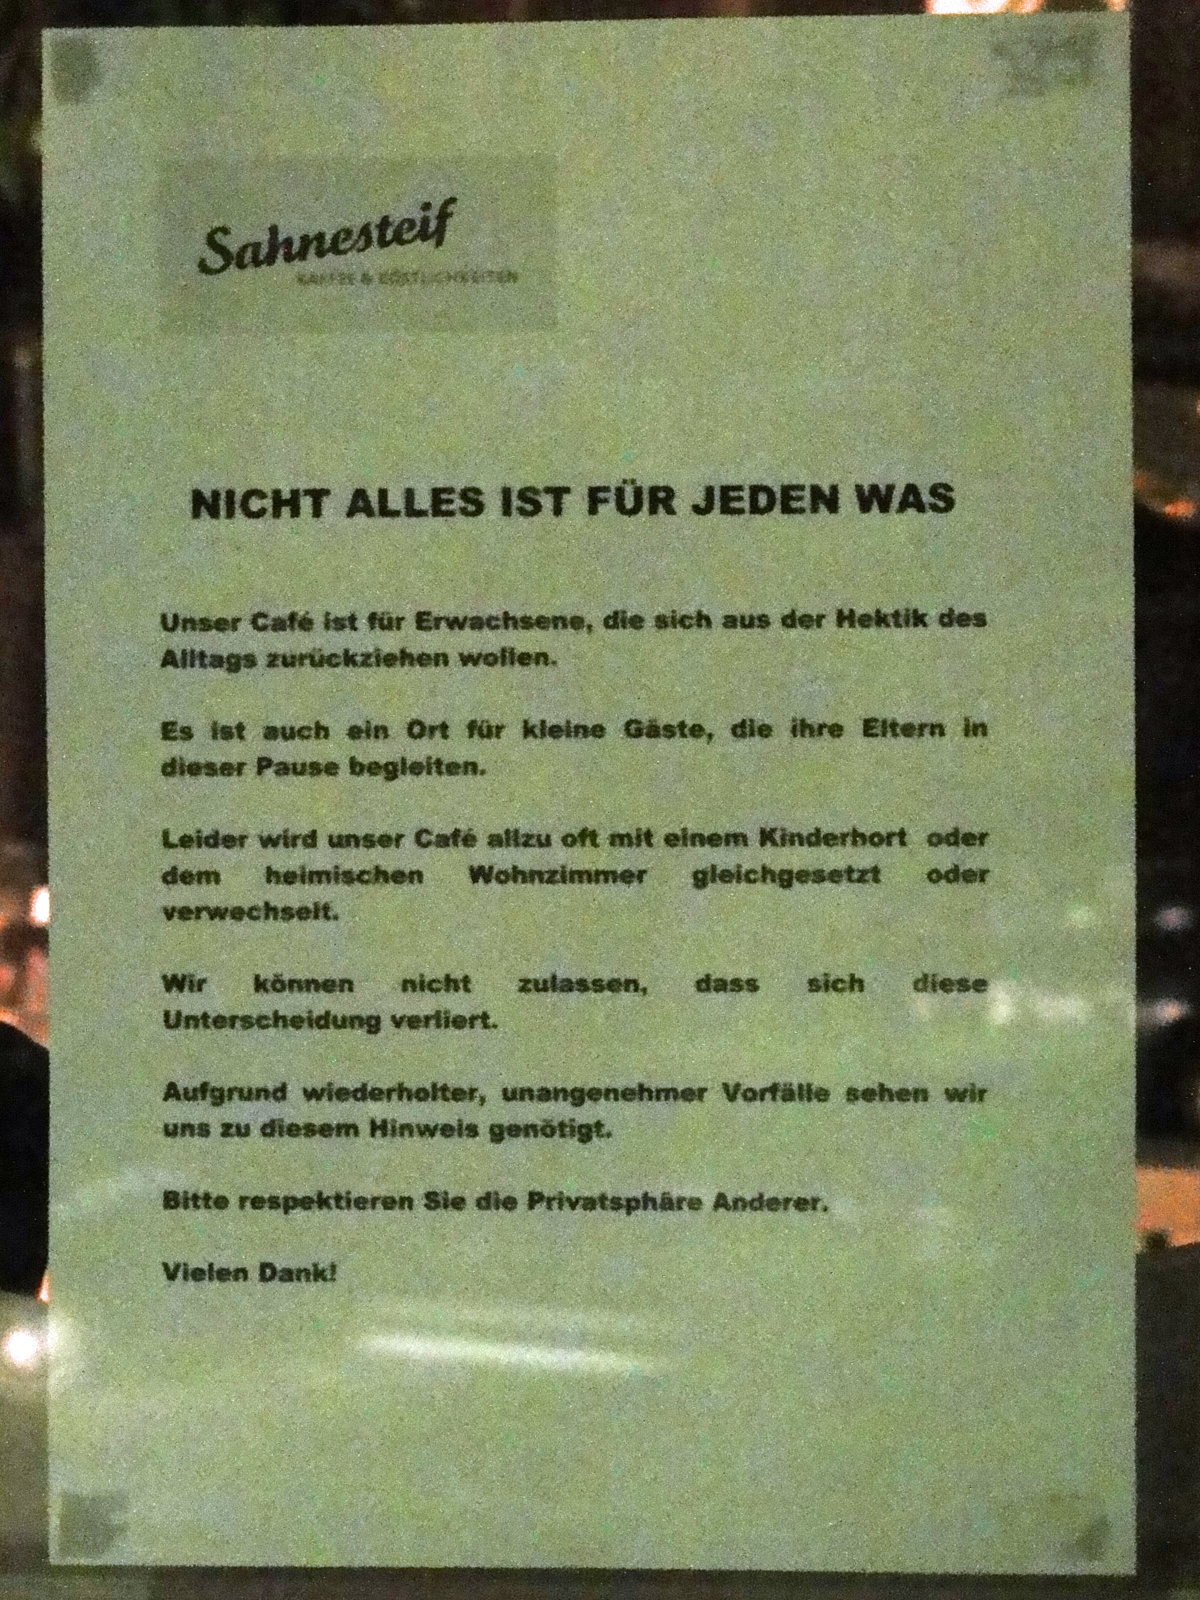 Sahnesteif
KAFFEE & KÖSTLICHKEITEN
NICHT ALLES IST FÜR JEDEN WAS
Unser Café ist für Erwachsene, die sich aus der Hektik des
Alltags zurückziehen wollen.
Es ist auch ein Ort für kleine Gäste, die ihre Eltern in
dieser Pause begleiten.
Leider wird unser Café allzu oft mit einem Kinderhort oder
dem heimischen Wohnzimmer gleichgesetzt oder
verwechselt.
Wir können nicht zulassen, dass sich diese
Unterscheidung verliert.
Aufgrund wiederholter, unangenehmer Vorfälle sehen wir
uns zu diesem Hinweis genötigt.
Bitte respektieren Sie die Privatsphäre Anderer.
Vielen Dank!